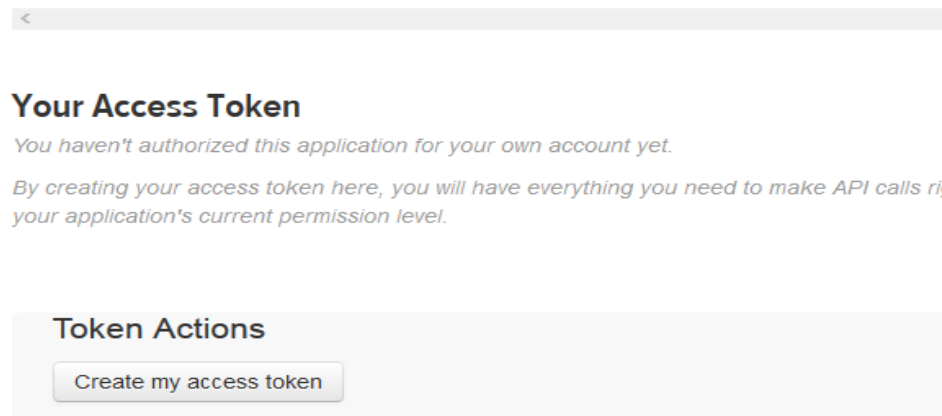 Your Access Token
You haven't authorized this application for your own account yet.
By creating your access token here, you will have everything you need to make API calls
your application's current permission level.
Token Actions
Create my access token